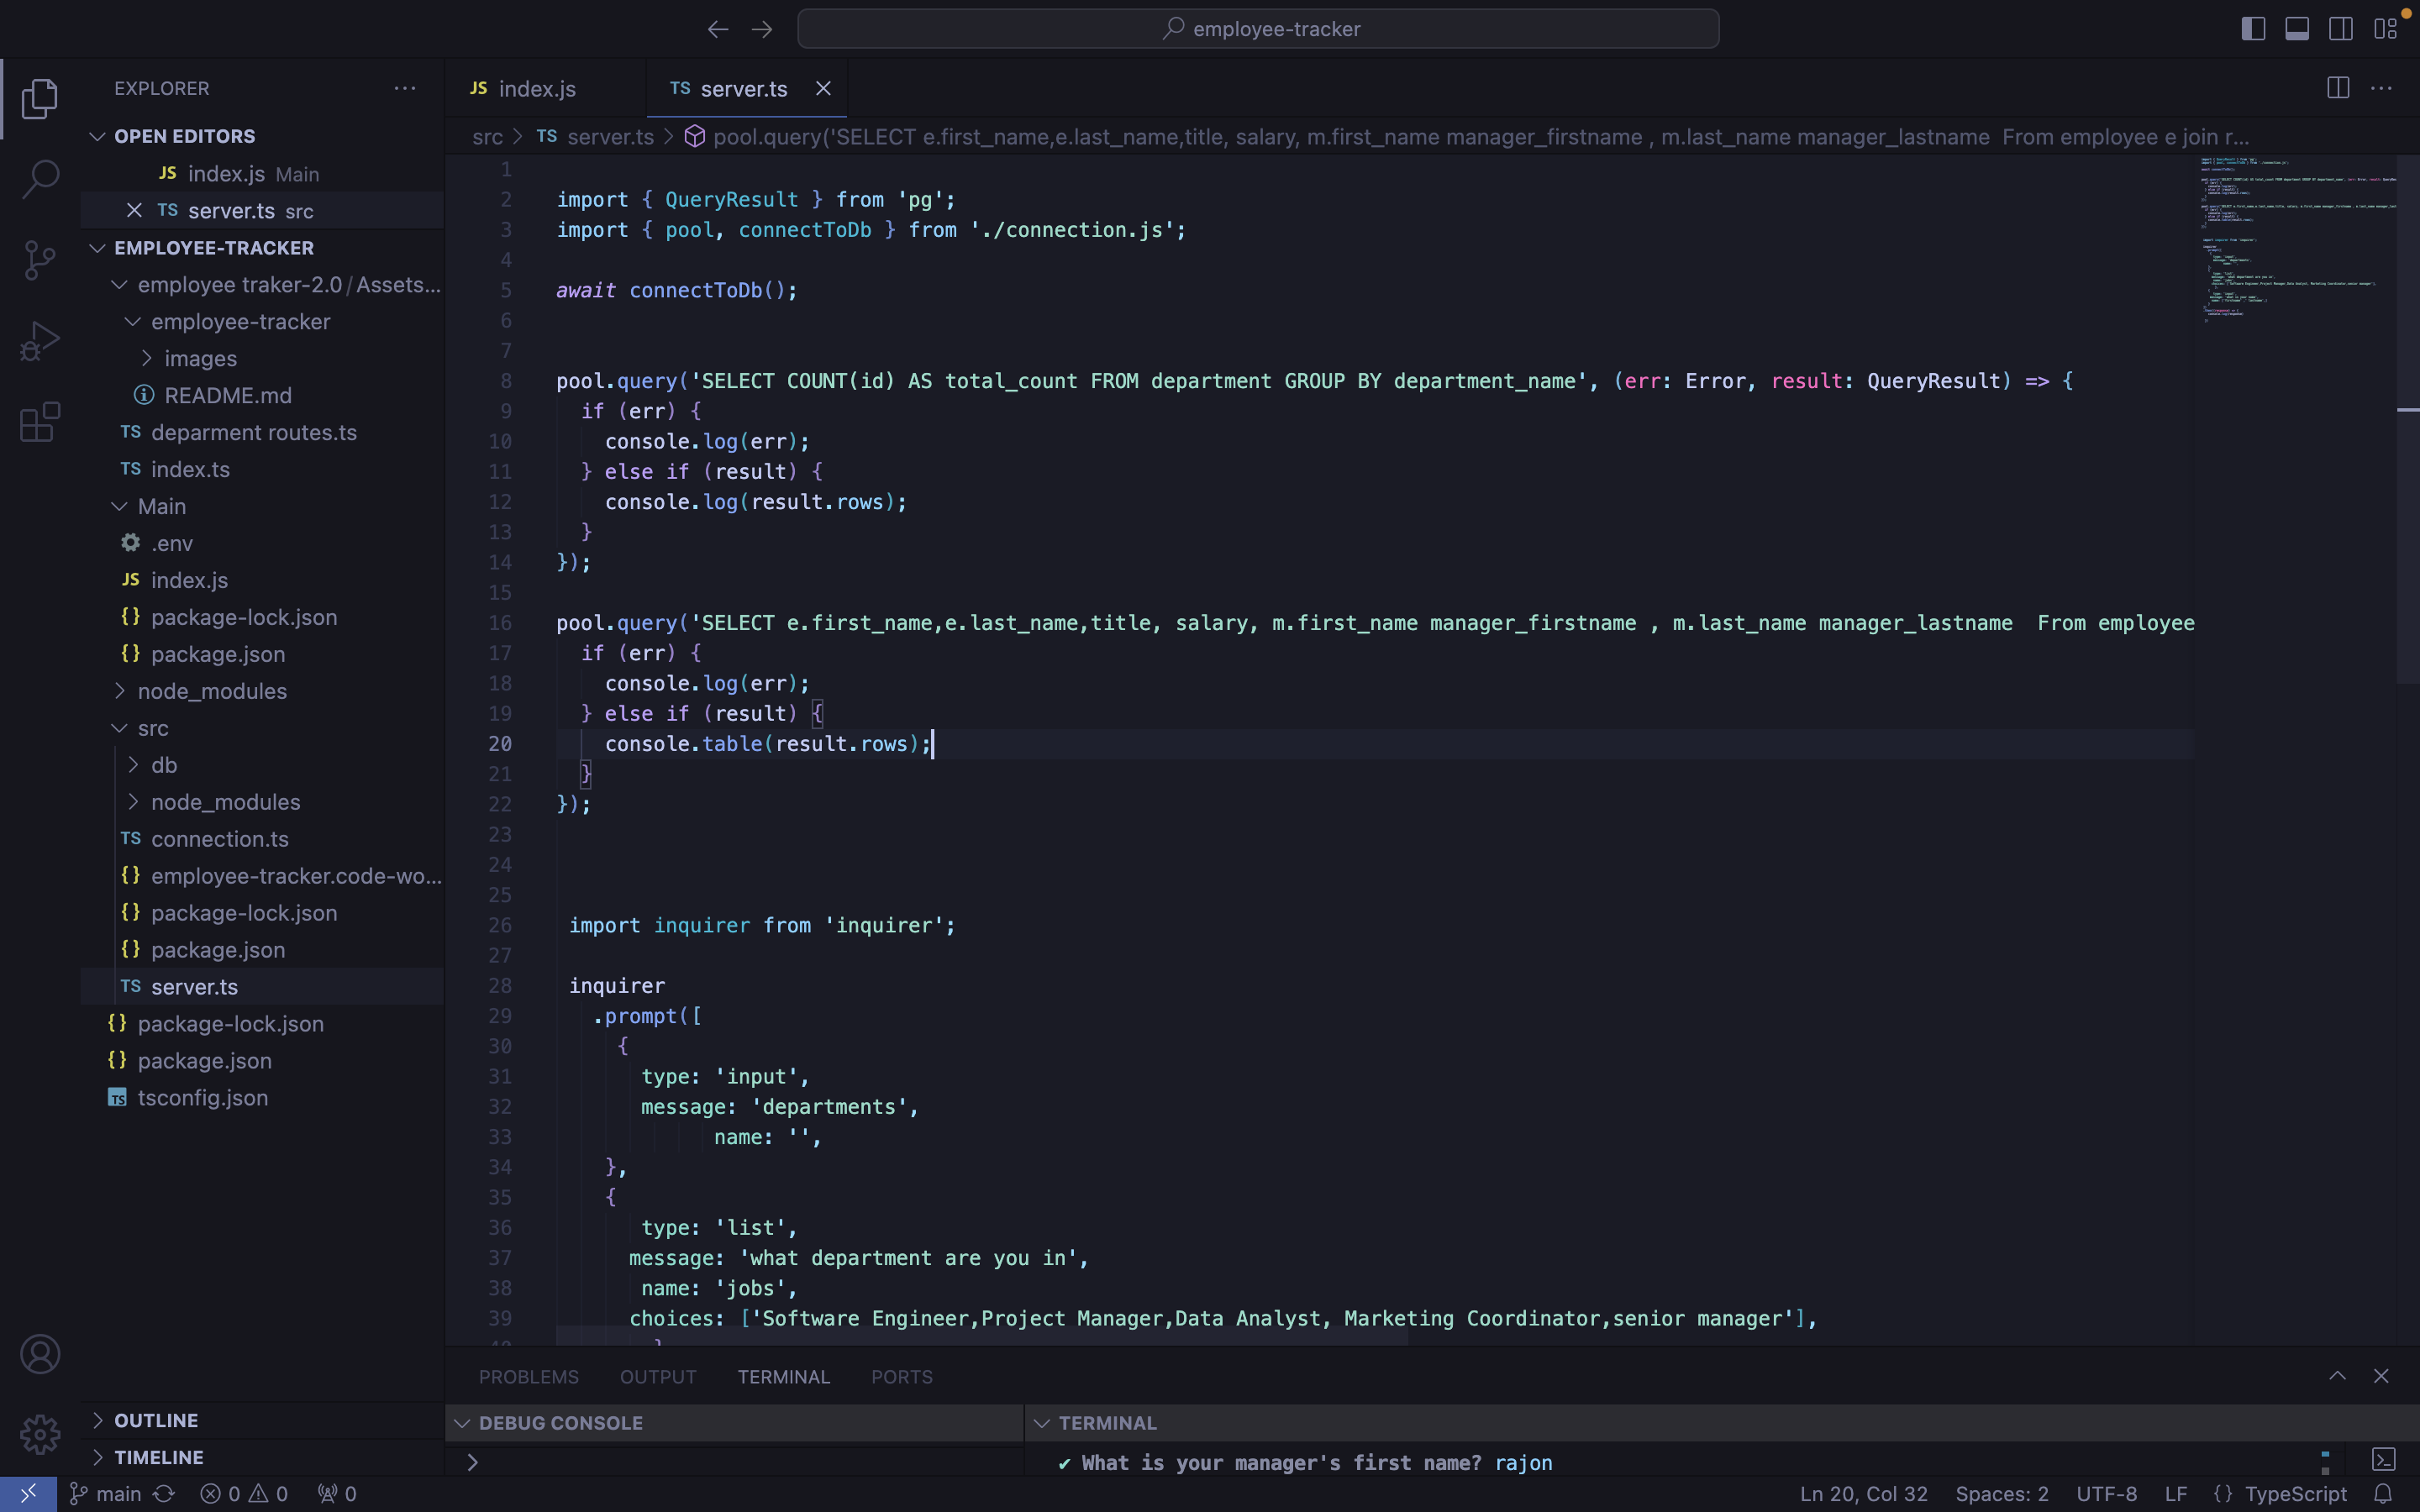 employee-tracker
EXPLORER
OPEN EDITORS
JS index.js Main
TS server.ts src
EMPLOYEE-TRACKER
employee traker-2.0/Assets...
employee-tracker
images
README.md
TS deparment routes.ts
TS index.ts
Main
.env
JS index.js
{} package-lock.json
{} package.json
node_modules
src
db
node_modules
TS connection.ts
{} employee-tracker.code-wo...
{} package-lock.json
{} package.json
TS server.ts
{} package-lock.json
{} package.json
TS tsconfig.json
OUTLINE
TIMELINE
JS index.js
TS server.ts
src > TS server.ts > pool.query('SELECT e.first_name,e.last_name,title, salary, m.first_name manager_firstname , m.last_name manager_lastname  From employee e join r...
1
2 import { QueryResult } from 'pg';
3 import { pool, connectToDb } from './connection.js';
4
5 await connectToDb();
6
7
8 pool.query('SELECT COUNT(id) AS total_count FROM department GROUP BY department_name', (err: Error, result: QueryResult) => {
9   if (err) {
10     console.log(err);
11   } else if (result) {
12     console.log(result.rows);
13   }
14 });
15
16 pool.query('SELECT e.first_name,e.last_name,title, salary, m.first_name manager_firstname , m.last_name manager_lastname  From employee
17   if (err) {
18     console.log(err);
19   } else if (result) {
20     console.table(result.rows);
21   }
22 });
23
24
25
26  import inquirer from 'inquirer';
27
28  inquirer
29    .prompt([
30      {
31        type: 'input',
32        message: 'departments',
33              name: '',
34     },
35     {
36        type: 'list',
37       message: 'what department are you in',
38        name: 'jobs',
39       choices: ['Software Engineer,Project Manager,Data Analyst, Marketing Coordinator,senior manager'],
PROBLEMS OUTPUT TERMINAL PORTS
DEBUG CONSOLE
>
TERMINAL
✔ What is your manager's first name? rajon
main 0 0 0
Ln 20, Col 32 Spaces: 2 UTF-8 LF {} TypeScript